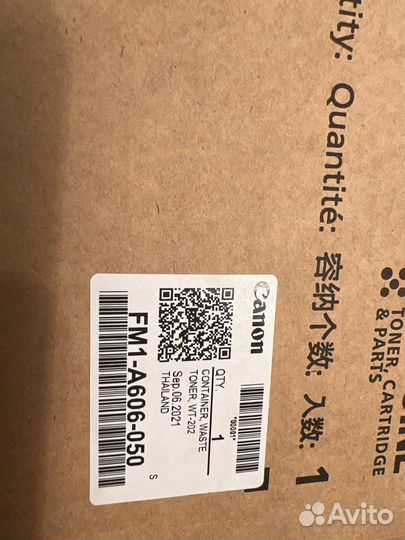 Quantité: 容纳个数: 入数: 1
TONER CARTRIDGE
& PARTS
Canon
*90091*
QTY. 1
CONTAINER, WASTE
TONER, WT-202
Sep.06.2021
THAILAND
FM1-A606-050
S
Avito